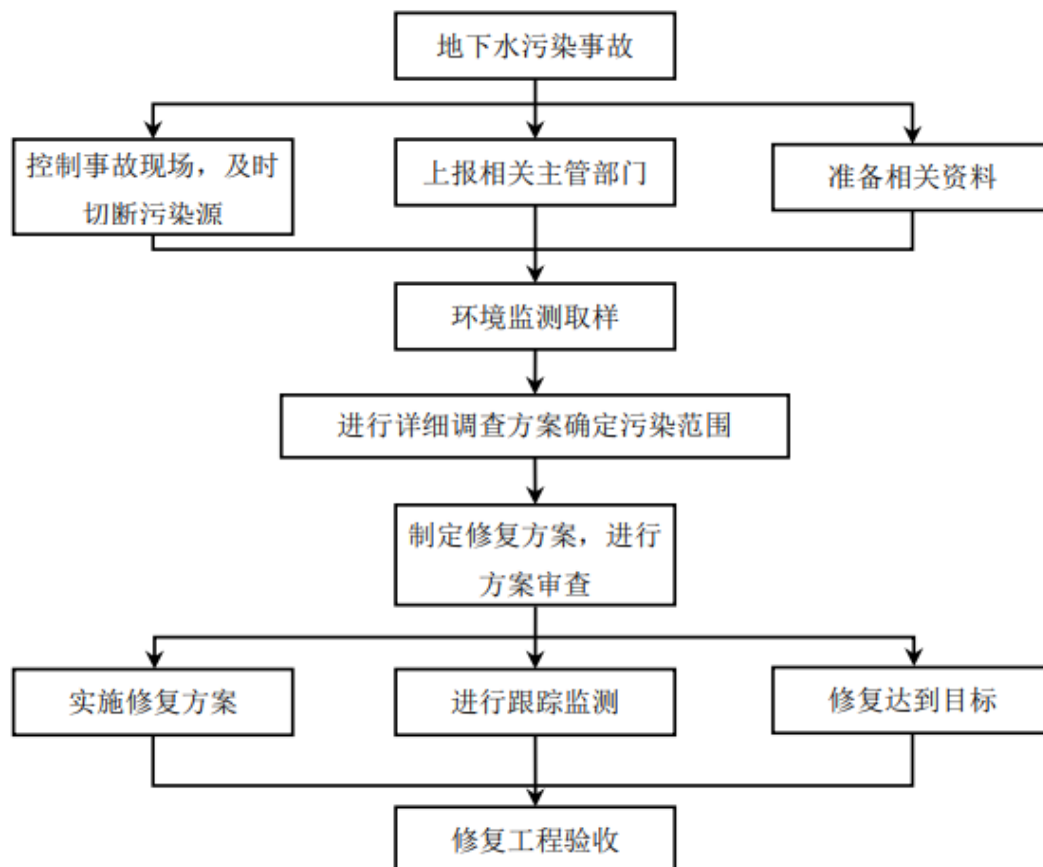 地下水污染事故
控制事故现场，及时
切断污染源
上报相关主管部门
准备相关资料
环境监测取样
进行详细调查方案确定污染范围
制定修复方案，进行
方案审查
实施修复方案
进行跟踪监测
修复达到目标
修复工程验收